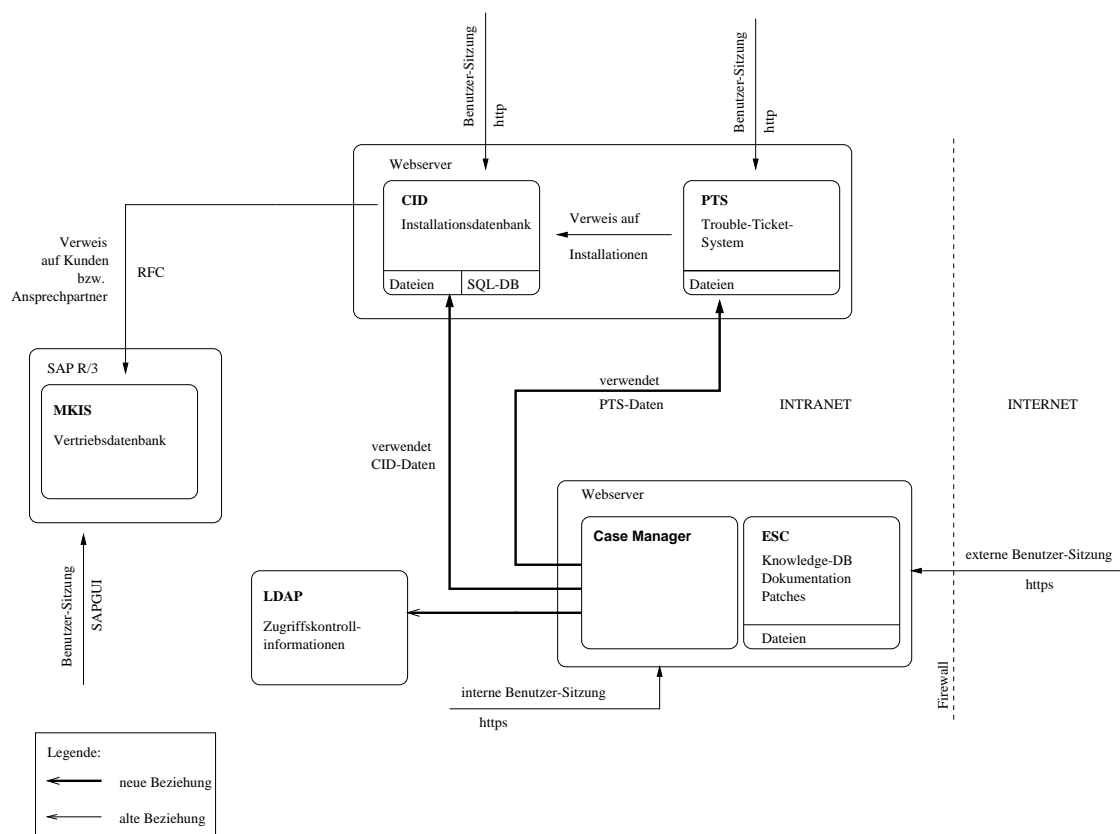 Benutzer-Sitzung
http
Benutzer-Sitzung
http
Webserver
CID
Installationsdatenbank
Dateien
SQL-DB
Verweis auf
Installationen
PTS
Trouble-Ticket-
System
Dateien
Verweis
auf Kunden
bzw.
Ansprechpartner
RFC
SAP R/3
MKIS
Vertriebsdatenbank
verwendet
PTS-Daten
INTRANET
INTERNET
verwendet
CID-Daten
Webserver
Case Manager
ESC
Knowledge-DB
Dokumentation
Patches
Dateien
externe Benutzer-Sitzung
https
Benutzer-Sitzung
SAPGUI
LDAP
Zugriffskontroll-
informationen
interne Benutzer-Sitzung
https
Firewall
Legende:
neue Beziehung
alte Beziehung